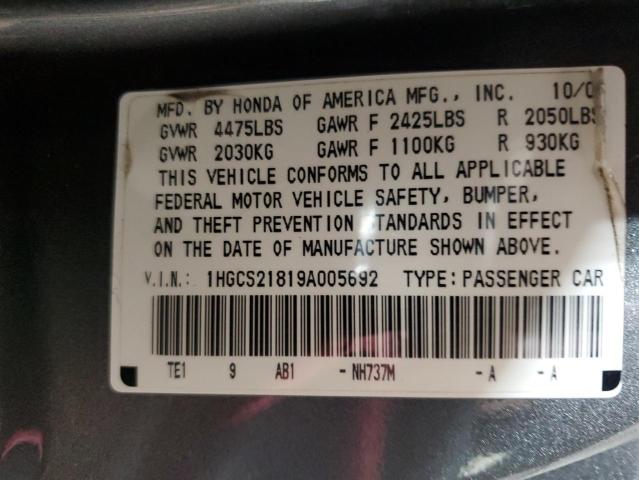 MFD. BY HONDA OF AMERICA MFG., INC. 10/0
GVWR 4475LBS GAWR F 2425LBS R 2050LBS
GVWR 2030KG GAWR F 1100KG R 930KG
THIS VEHICLE CONFORMS TO ALL APPLICABLE
FEDERAL MOTOR VEHICLE SAFETY, BUMPER,
AND THEFT PREVENTION STANDARDS IN EFFECT
ON THE DATE OF MANUFACTURE SHOWN ABOVE.
V.I.N.: 1HGCS21819A005692 TYPE: PASSENGER CAR
TE1 9 AB1 -NH737M -A -A